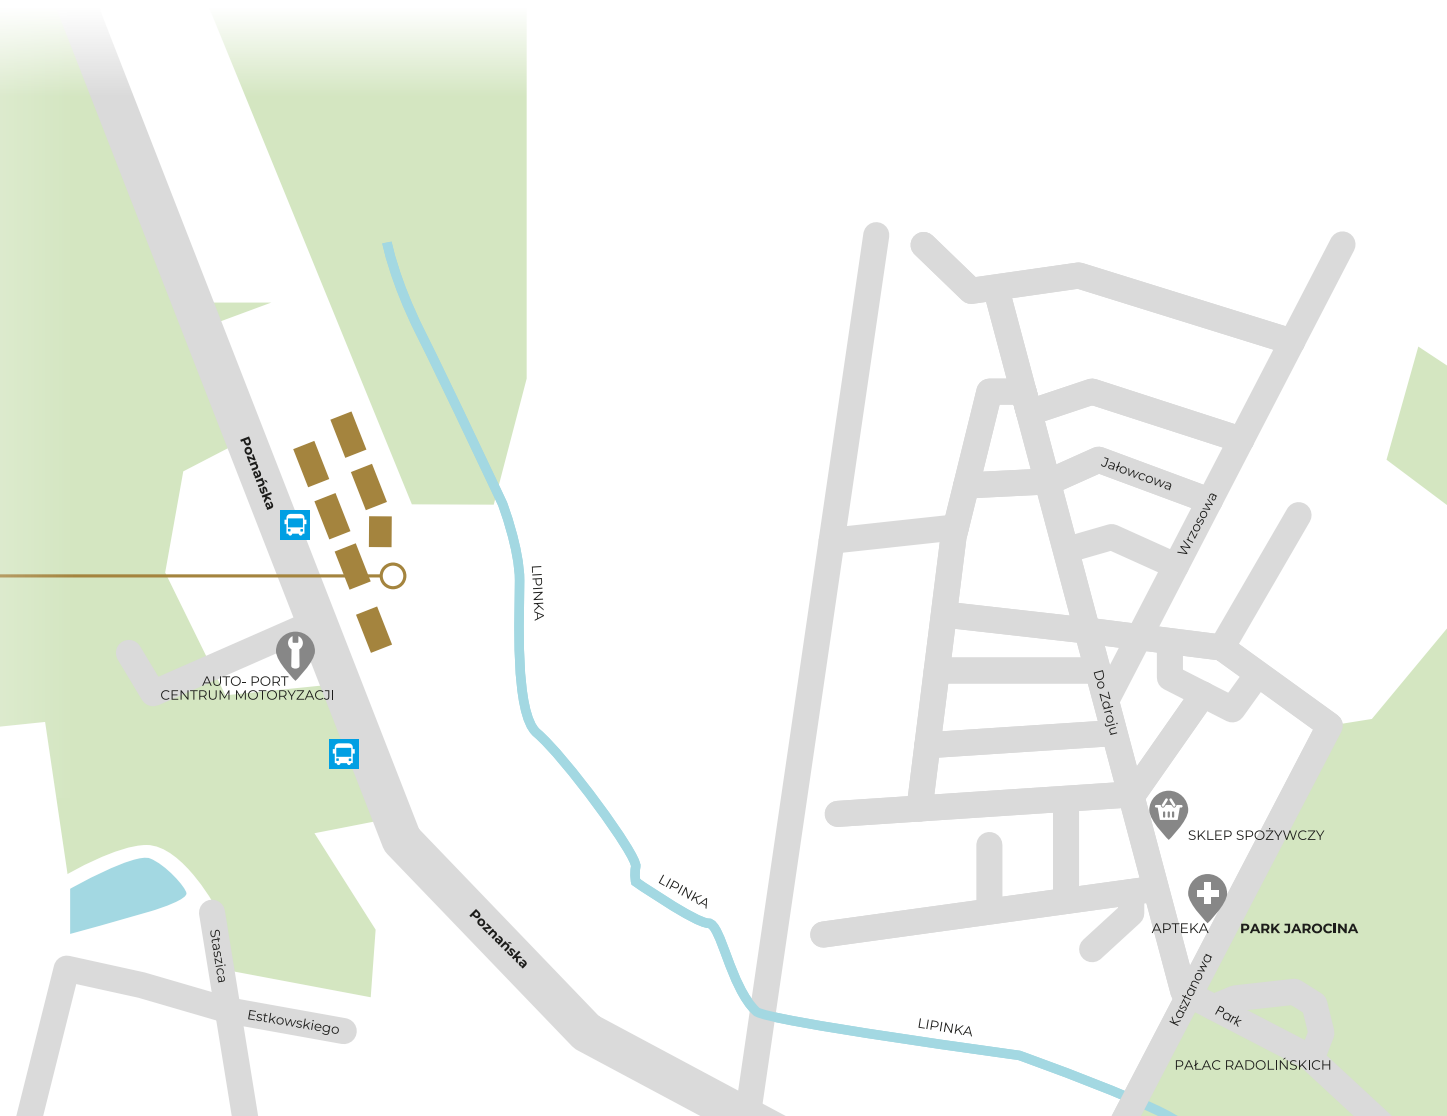 Poznańska
Jałowcowa
Wrzosowa
LIPINKA
AUTO- PORT
CENTRUM MOTORYZACJI
Do Zdroju
SKLEP SPOŻYWCZY
LIPINKA
Poznańska
APTEKA
PARK JAROCINA
Staszica
Kasztanowa
Estkowskiego
LIPINKA
Park
PAŁAC RADOLIŃSKICH